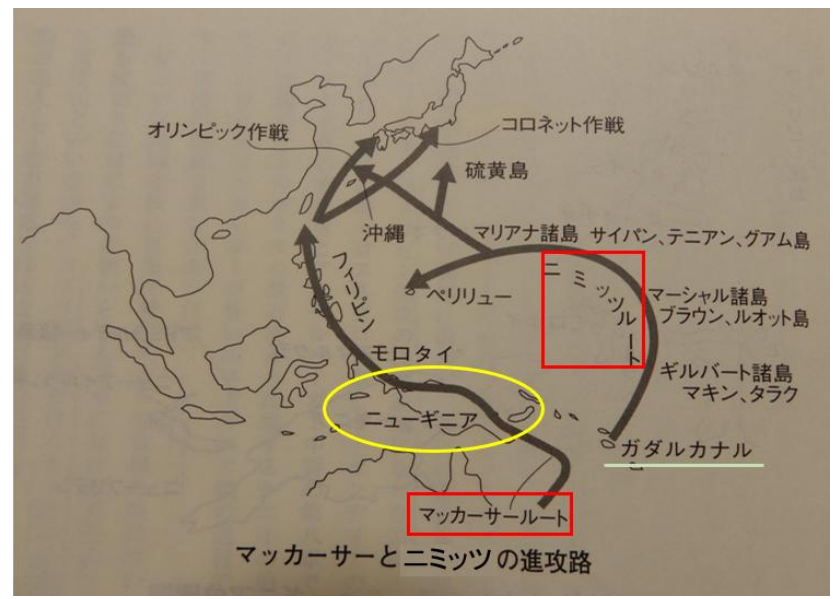 オリンピック作戦
コロネット作戦
硫黄島
沖縄
マリアナ諸島 サイパン、テニアン、グアム島
フィリピン
ペリリュー
ニミッツルート
マーシャル諸島
ブラウン、ルオット島
モロタイ
ギルバート諸島
マキン、タラク
ニューギニア
ガダルカナル
マッカーサールート
マッカーサーとニミッツの進攻路